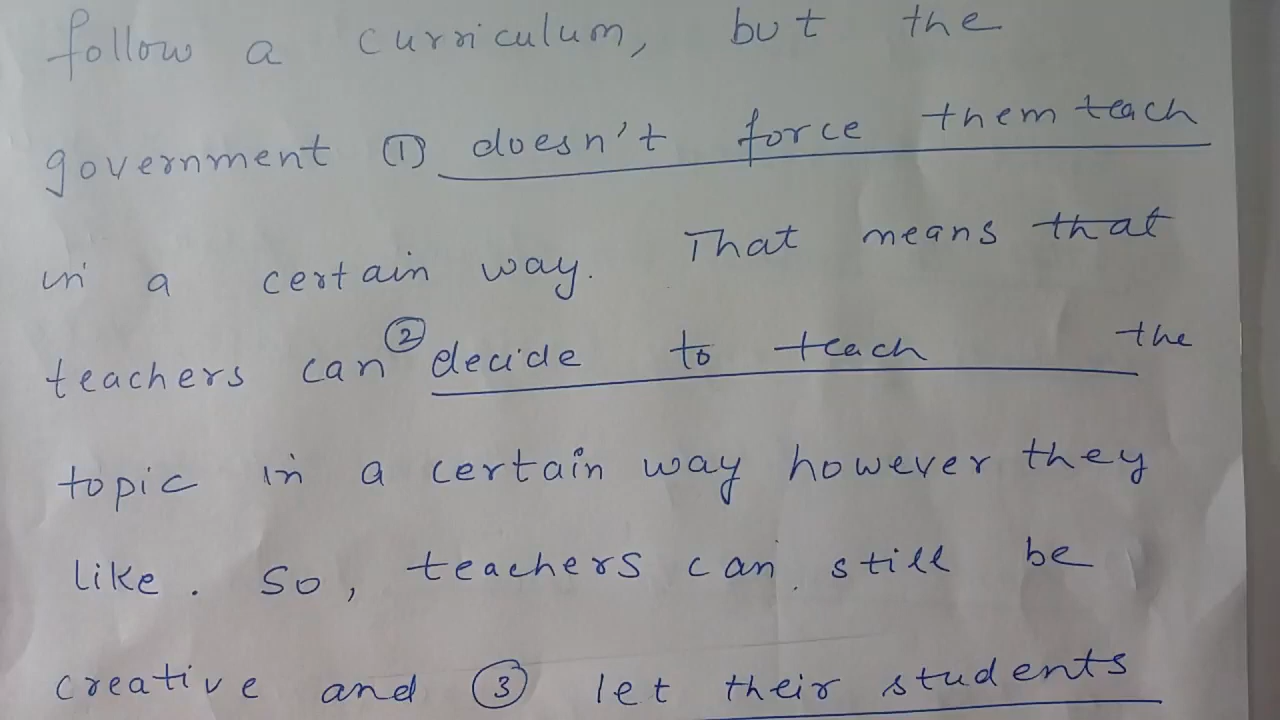 follow a curriculum, but the
government ① doesn't force them teach
in a certain way. That means that
teachers can ② decide to teach the
topic in a certain way however they
like. So, teachers can still be
creative and ③ let their students